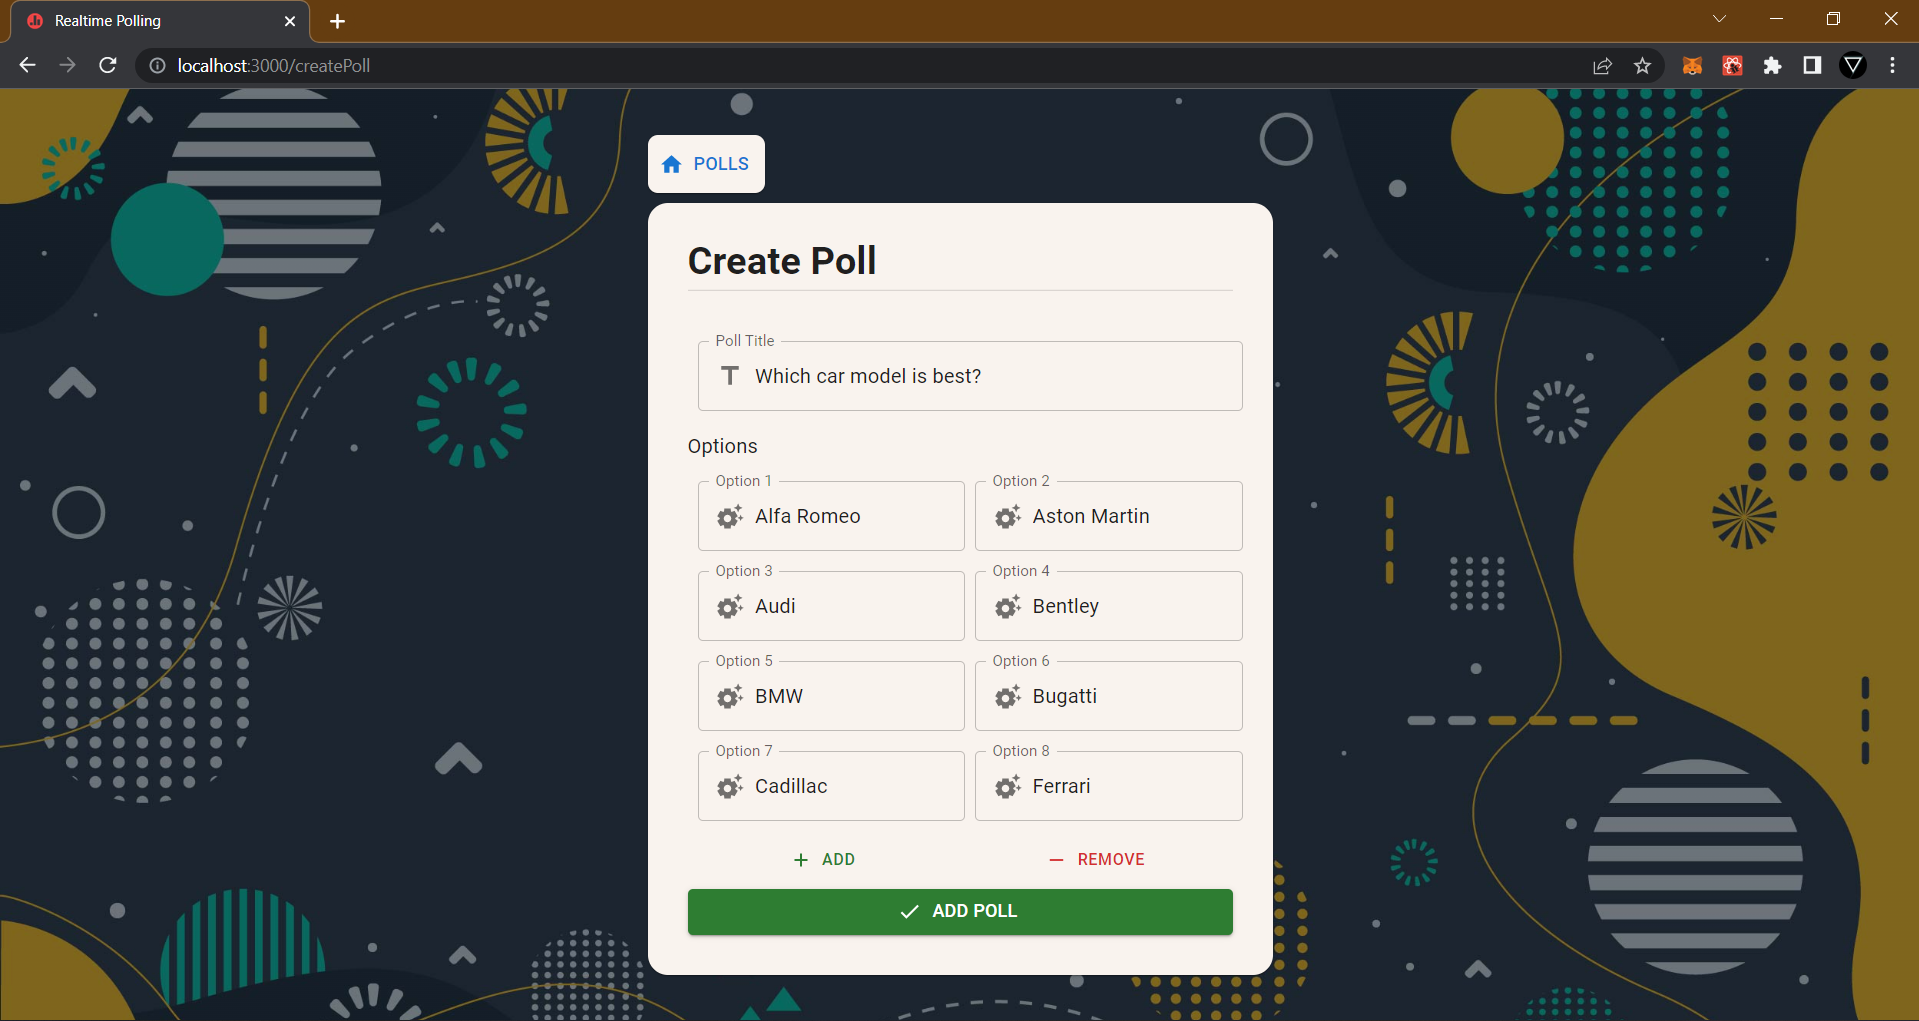 Realtime Polling
localhost:3000/createPoll
POLLS
Create Poll
Poll Title
Which car model is best?
Options
Option 1
Alfa Romeo
Option 2
Aston Martin
Option 3
Audi
Option 4
Bentley
Option 5
BMW
Option 6
Bugatti
Option 7
Cadillac
Option 8
Ferrari
ADD
REMOVE
ADD POLL